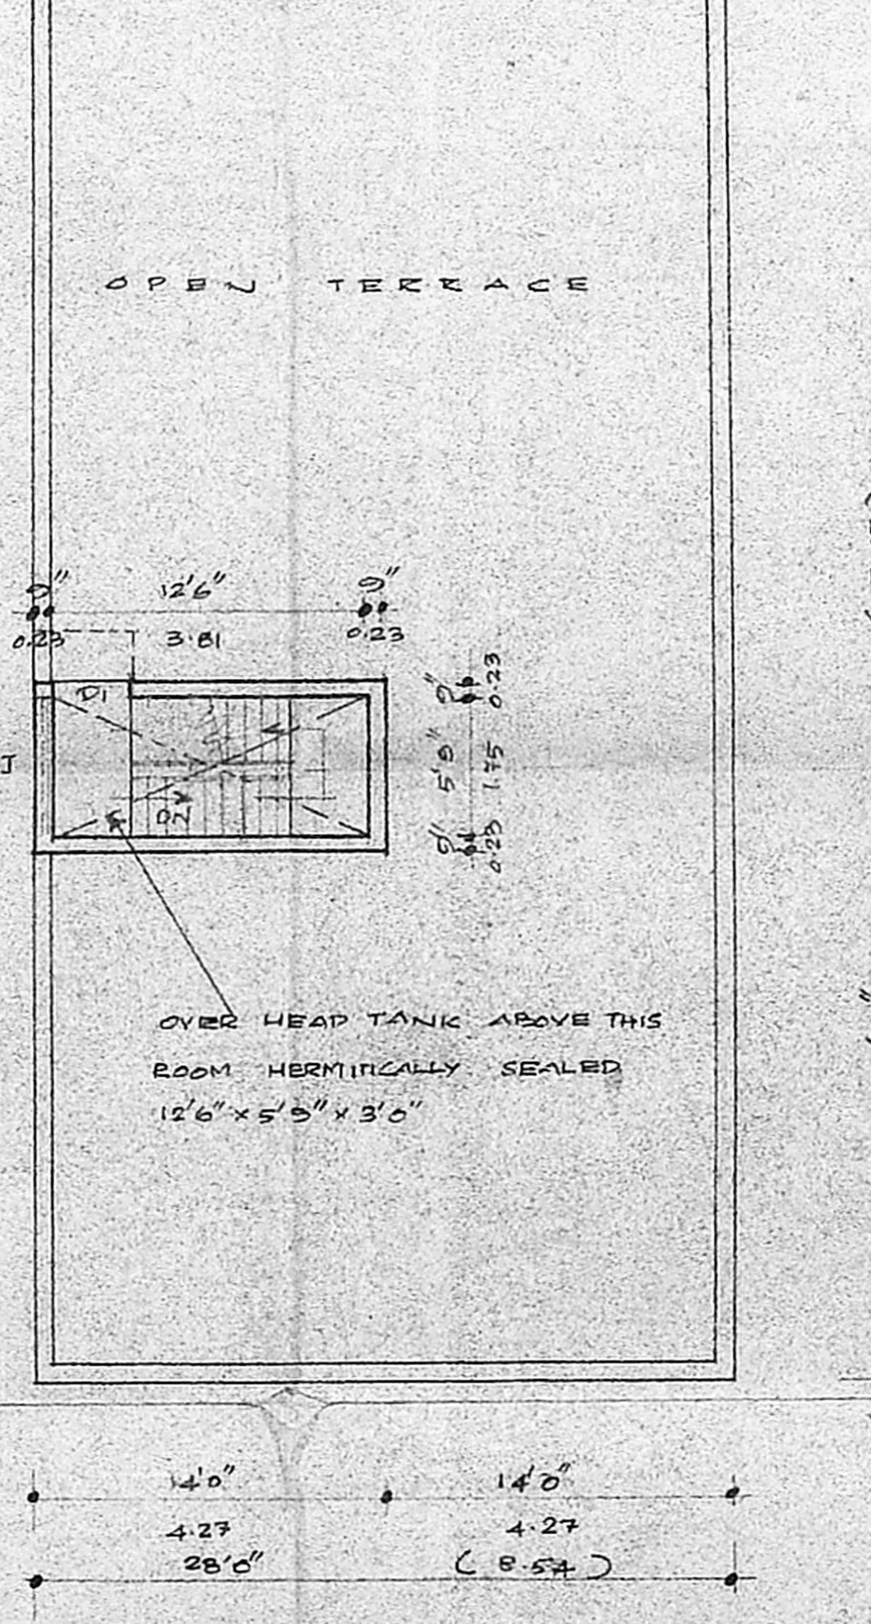 OPEN TERRACE
9" 12'6" 9"
0.23 3.81 0.23
D1
9" 0.23
5'9" 1.75
9" 0.23
OVER HEAD TANK ABOVE THIS
ROOM HERMITICALLY SEALED
12'6" x 5'9" x 3'0"
14'0" 14'0"
4.27 4.27
28'0" (8.54)